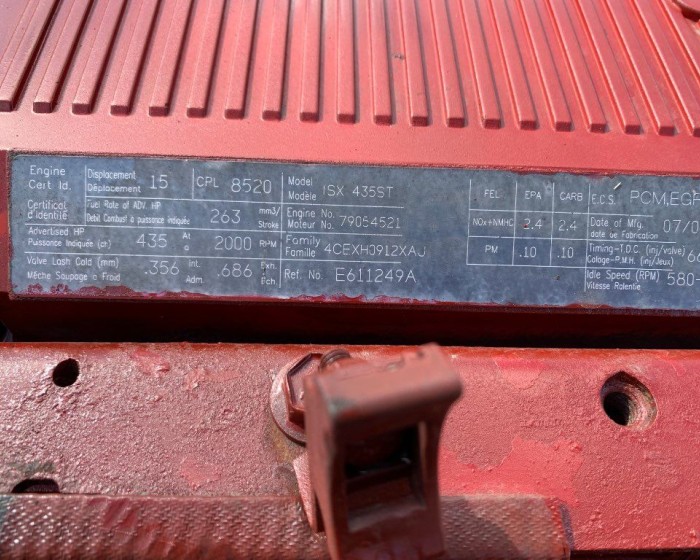 Engine Cert Id.
Certifical d'identité
Displacement
Déplacement 15
CPL 8520
Fuel Rate at ADV. HP
Debit Combust à puissance indiquée 263 mm3/Stroke
Advertised HP
Puissance Indiquée (ch) 435 At à 2000 RPM
Valve Lash Cold (mm)
Mêche Soupape à Froid .356 Int. Adm. .686 Exh.
Model
Modèle ISX 435ST
Engine No.
Moteur No. 79054521
Family
Famille 4CEXH0912XAJ
Ref. No. E611249A
FEL EPA CARB
NOx+NMHC 2.4 2.4
PM .10 .10
E.C.S. PCM,EGR
Date of Mfg.
date de Fabrication 07/0
Timing-T.D.C. (inj/valve)
Calage-P.M.H. (inj/Jeux) 66
Idle Speed (RPM)
Vitesse Ralentie 580-